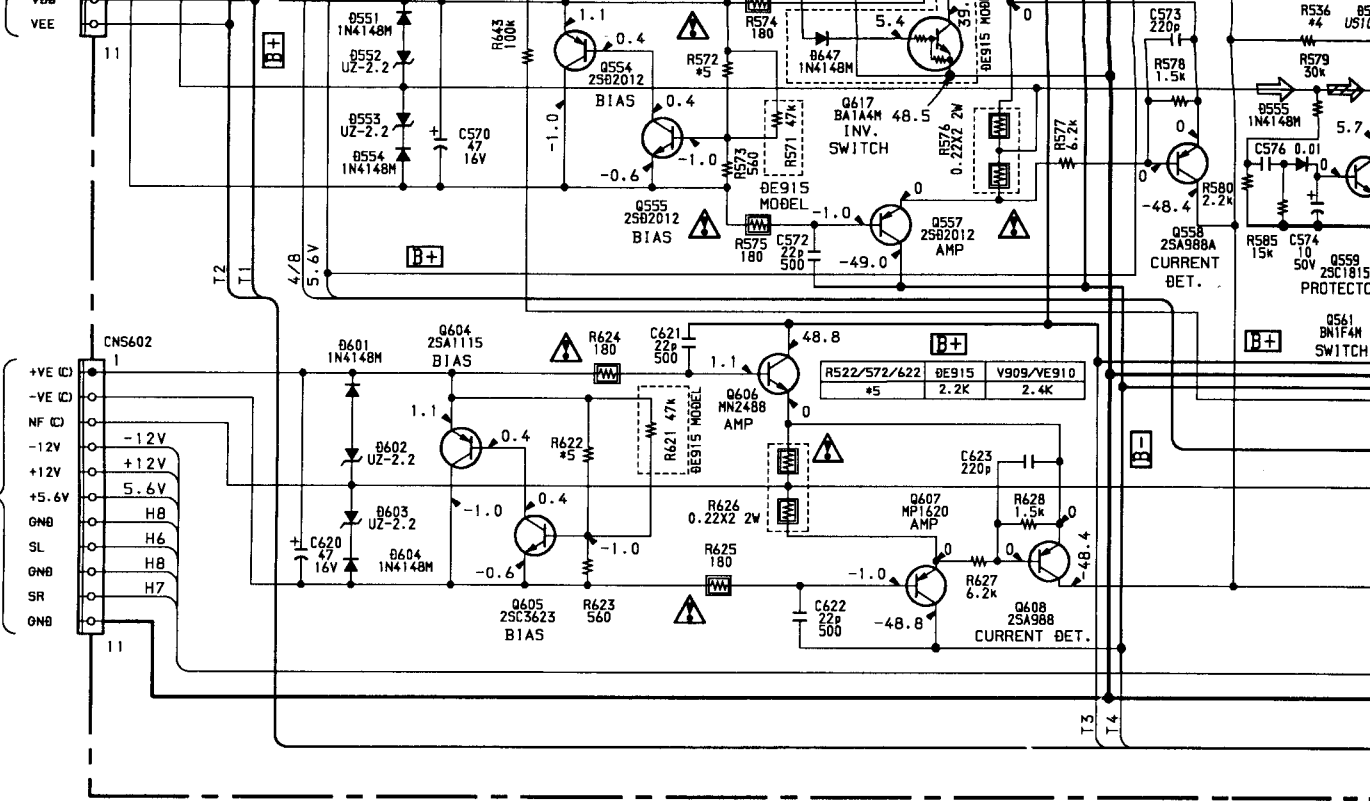 VEE
11
B+
D551
1N4148M
D552
UZ-2.2
D553
UZ-2.2
D554
1N4148M
C570
47
16V
R643
100k
1.1
0.4
Q554
2SD2012
BIAS
-1.0
0.4
-1.0
-0.6
Q555
2SD2012
BIAS
R574
180
R572
*5
R573
560
R571 47k
DE915
MODEL
R575
180
C572
22P
500
5.4
39.
DE915 MODE
D647
1N4148M
Q617
BA1A4M
INV.
SWITCH
48.5
R576
0.22X2 2W
0
R577
6.2k
-1.0
0
Q557
2SD2012
AMP
-49.0
C573
220P
R578
1.5k
0
0
-48.4
R580
2.2k
Q558
2SA988A
CURRENT
DET.
R536
*4
R579
30k
D555
1N4148M
5.7
C576 0.01
0
R585
15k
C574
10
50V
Q559
2SC1815
PROTECTO
Q561
BN1F4M
SWITCH
B+
T2
T1
4/8
5.6V
B+
CN5602
1
+VE (C)
-VE (C)
NF (C)
-12V
+12V
+5.6V
GND
SL
GND
SR
GND
11
-12V
+12V
5.6V
H8
H6
H8
H7
D601
1N4148M
D602
UZ-2.2
D603
UZ-2.2
D604
1N4148M
C620
47
16V
Q604
2SA1115
BIAS
1.1
0.4
-1.0
0.4
-1.0
-0.6
Q605
2SC3623
BIAS
R622
*5
R623
560
R624
180
R621 47k
DE915 MODEL
C621
22P
500
1.1
48.8
Q606
MN2488
AMP
0
B+
R522/572/622 DE915 V909/VE910
*5 2.2K 2.4K
R626
0.22X2 2W
R625
180
C622
22P
500
-1.0
Q607
MP1620
AMP
0
-48.8
C623
220P
R628
1.5k
0
0
R627
6.2k
-48.4
Q608
2SA988
CURRENT DET.
B-
T3
T4